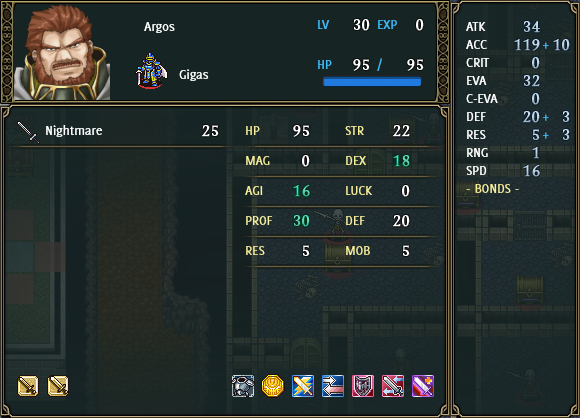 Argos
LV 30 EXP 0
Gigas
HP 95 / 95
Nightmare 25
HP 95 STR 22
MAG 0 DEX 18
AGI 16 LUCK 0
PROF 30 DEF 20
RES 5 MOB 5
ATK 34
ACC 119 + 10
CRIT 0
EVA 32
C-EVA 0
DEF 20 + 3
RES 5 + 3
RNG 1
SPD 16
- BONDS -